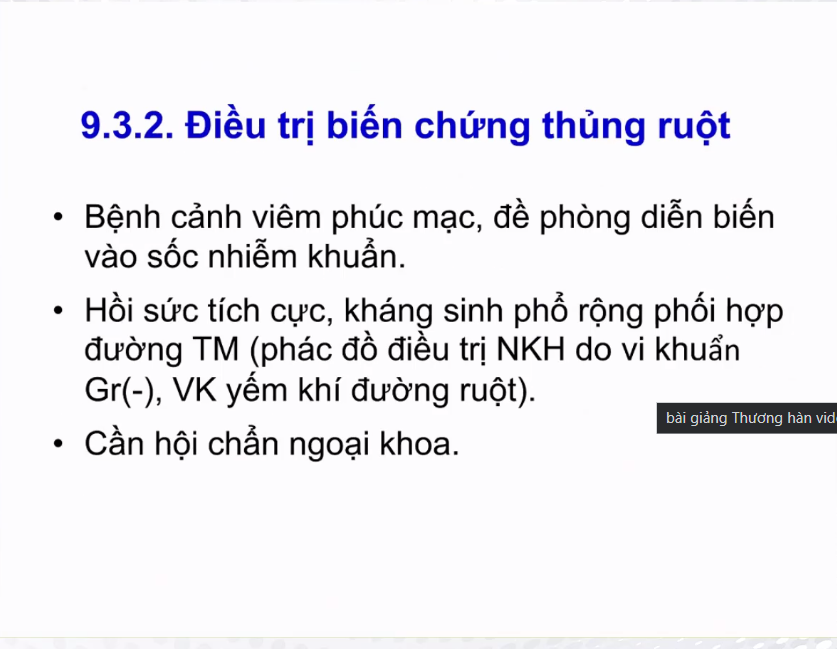 9.3.2. Điều trị biến chứng thủng ruột
• Bệnh cảnh viêm phúc mạc, đề phòng diễn biến
vào sốc nhiễm khuẩn.
• Hồi sức tích cực, kháng sinh phổ rộng phối hợp
đường TM (phác đồ điều trị NKH do vi khuẩn
Gr(-), VK yếm khí đường ruột).
bài giảng Thương hàn vid
• Cần hội chẩn ngoại khoa.